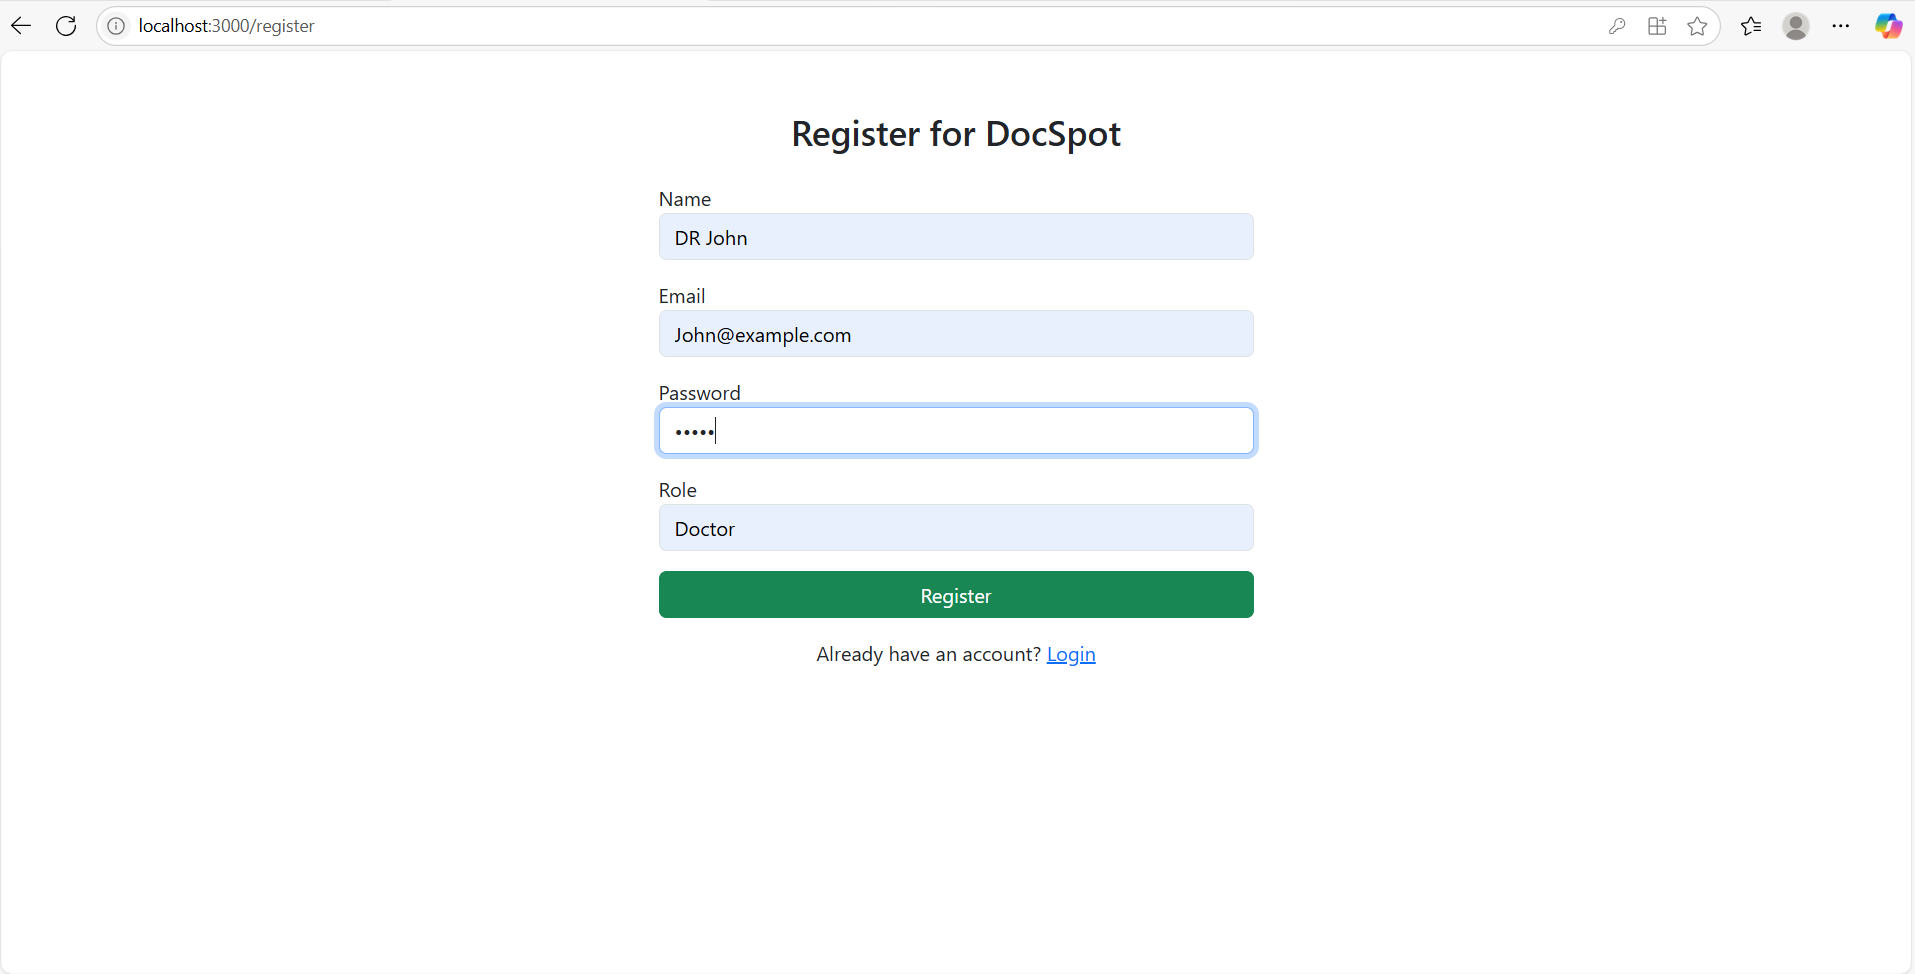 localhost:3000/register
Register for DocSpot
Name
DR John
Email
John@example.com
Password
•••••
Role
Doctor
Register
Already have an account? Login